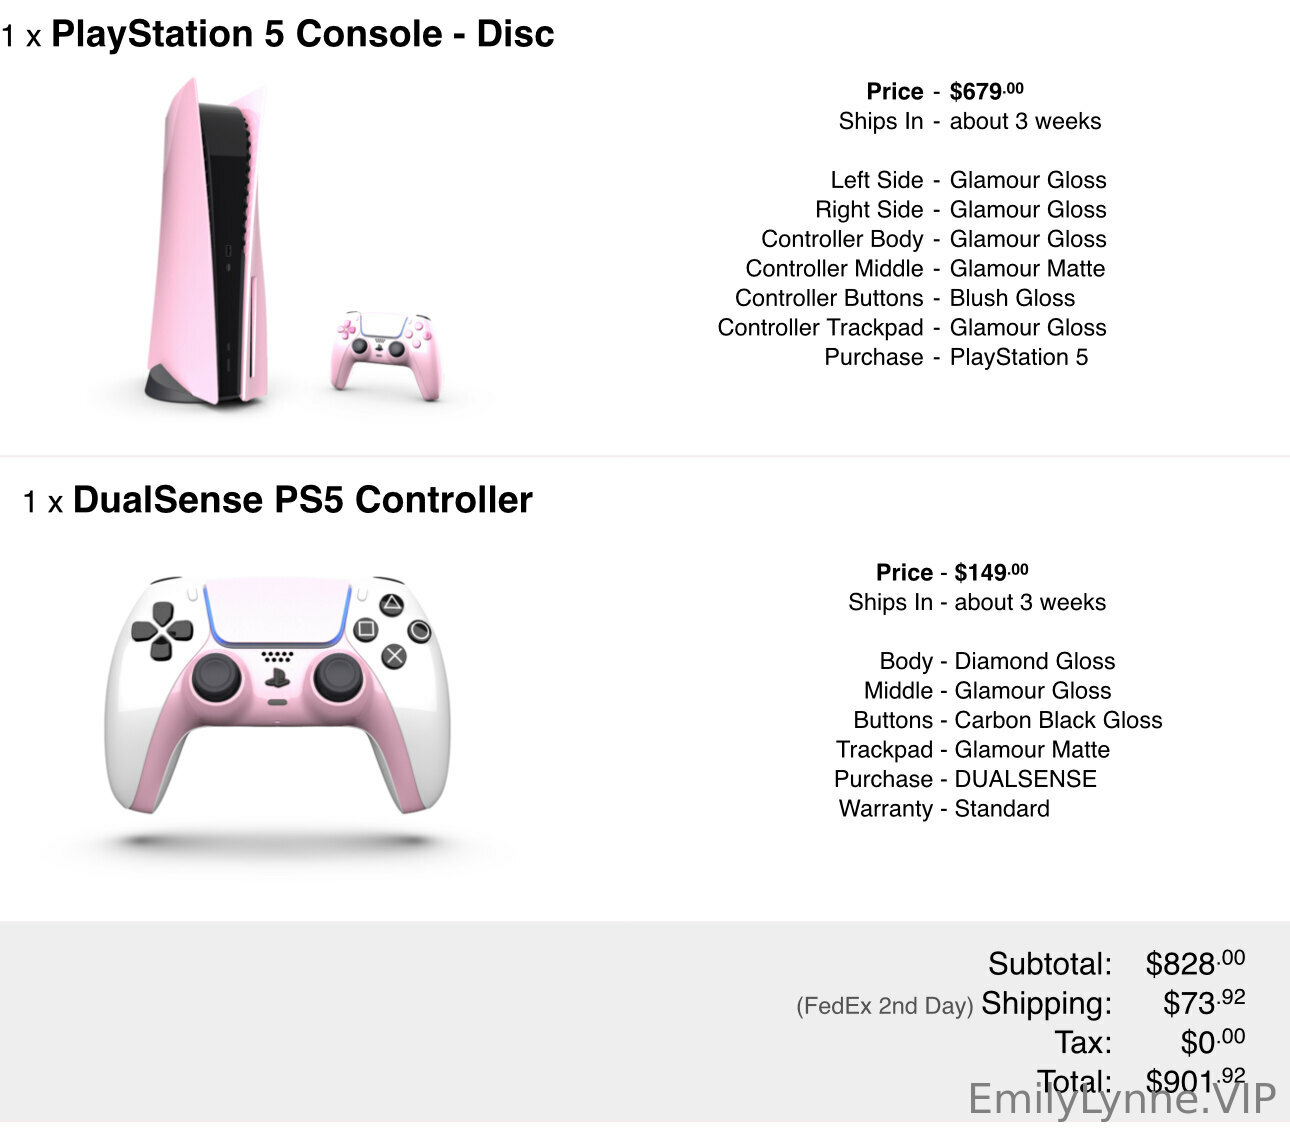 1 x PlayStation 5 Console - Disc
Price - $679.00
Ships In - about 3 weeks
Left Side - Glamour Gloss
Right Side - Glamour Gloss
Controller Body - Glamour Gloss
Controller Middle - Glamour Matte
Controller Buttons - Blush Gloss
Controller Trackpad - Glamour Gloss
Purchase - PlayStation 5
1 x DualSense PS5 Controller
Price - $149.00
Ships In - about 3 weeks
Body - Diamond Gloss
Middle - Glamour Gloss
Buttons - Carbon Black Gloss
Trackpad - Glamour Matte
Purchase - DUALSENSE
Warranty - Standard
Subtotal: $828.00
(FedEx 2nd Day) Shipping: $73.92
Tax: $0.00
Total: $901.92
EmilyLynne.VIP